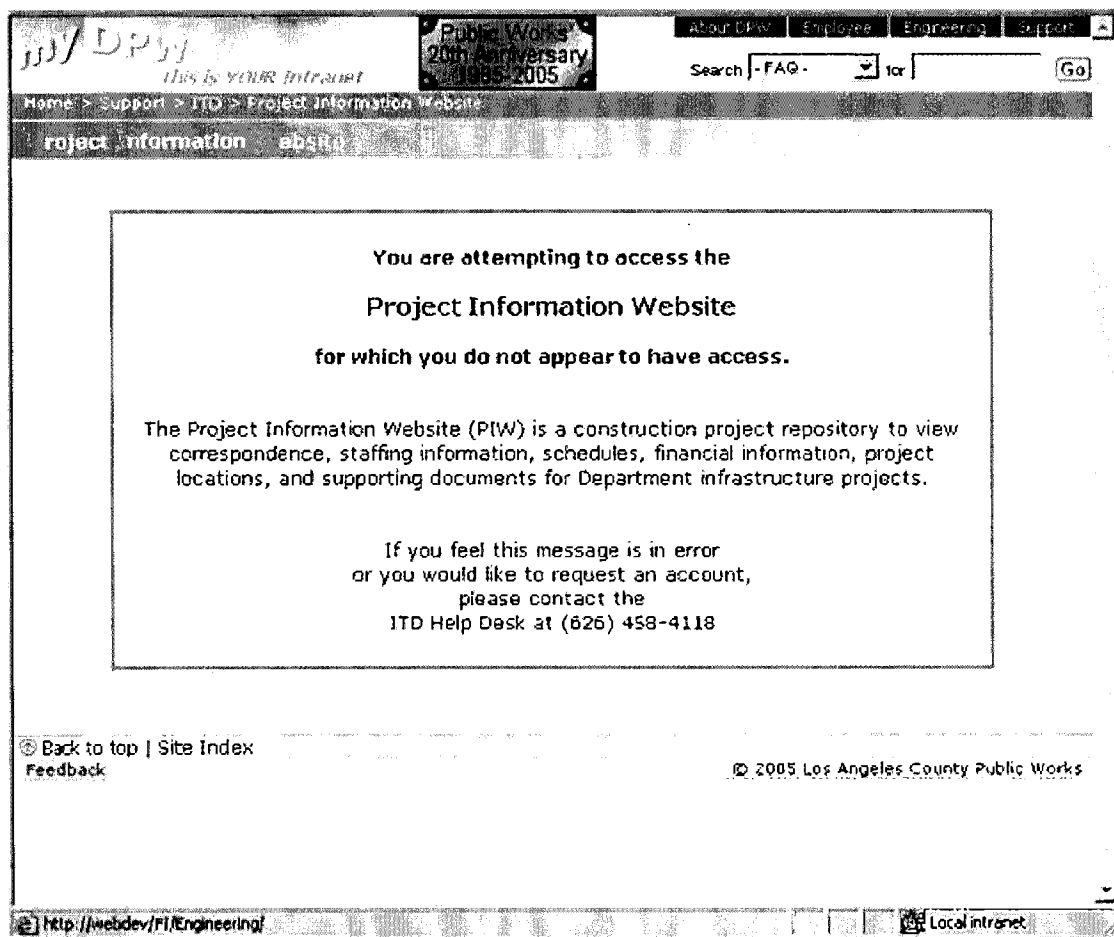 my DPW
this is YOUR Intranet
Public Works'
20th Anniversary
1985-2005
About DPW Employee Engineering Support
Search - FAQ - for Go
Home > Support > ITD > Project Information Website
roject nformation ebsite
You are attempting to access the
Project Information Website
for which you do not appear to have access.
The Project Information Website (PIW) is a construction project repository to view
correspondence, staffing information, schedules, financial information, project
locations, and supporting documents for Department infrastructure projects.
If you feel this message is in error
or you would like to request an account,
please contact the
ITD Help Desk at (626) 458-4118
Back to top | Site Index
Feedback
© 2005 Los Angeles County Public Works
Local intranet